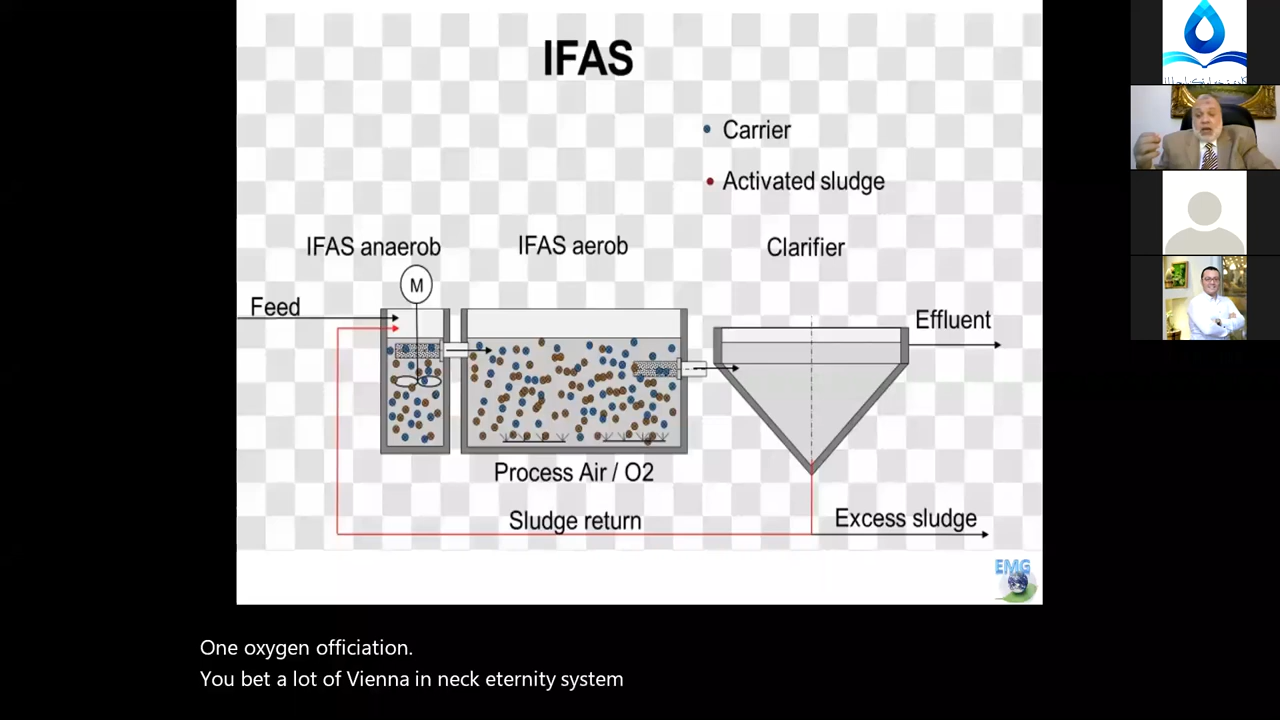 IFAS
Carrier
Activated sludge
IFAS anaerob
IFAS aerob
Clarifier
M
Feed
Effluent
Process Air / O2
Sludge return
Excess sludge
EMG
One oxygen officiation.
You bet a lot of Vienna in neck eternity system